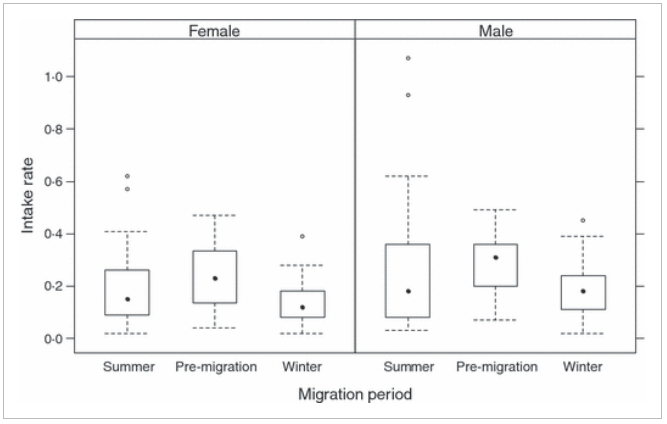 Female Male
1·0
0·8
0·6
0·4
0·2
0·0
Intake rate
Summer Pre-migration Winter Summer Pre-migration Winter
Migration period